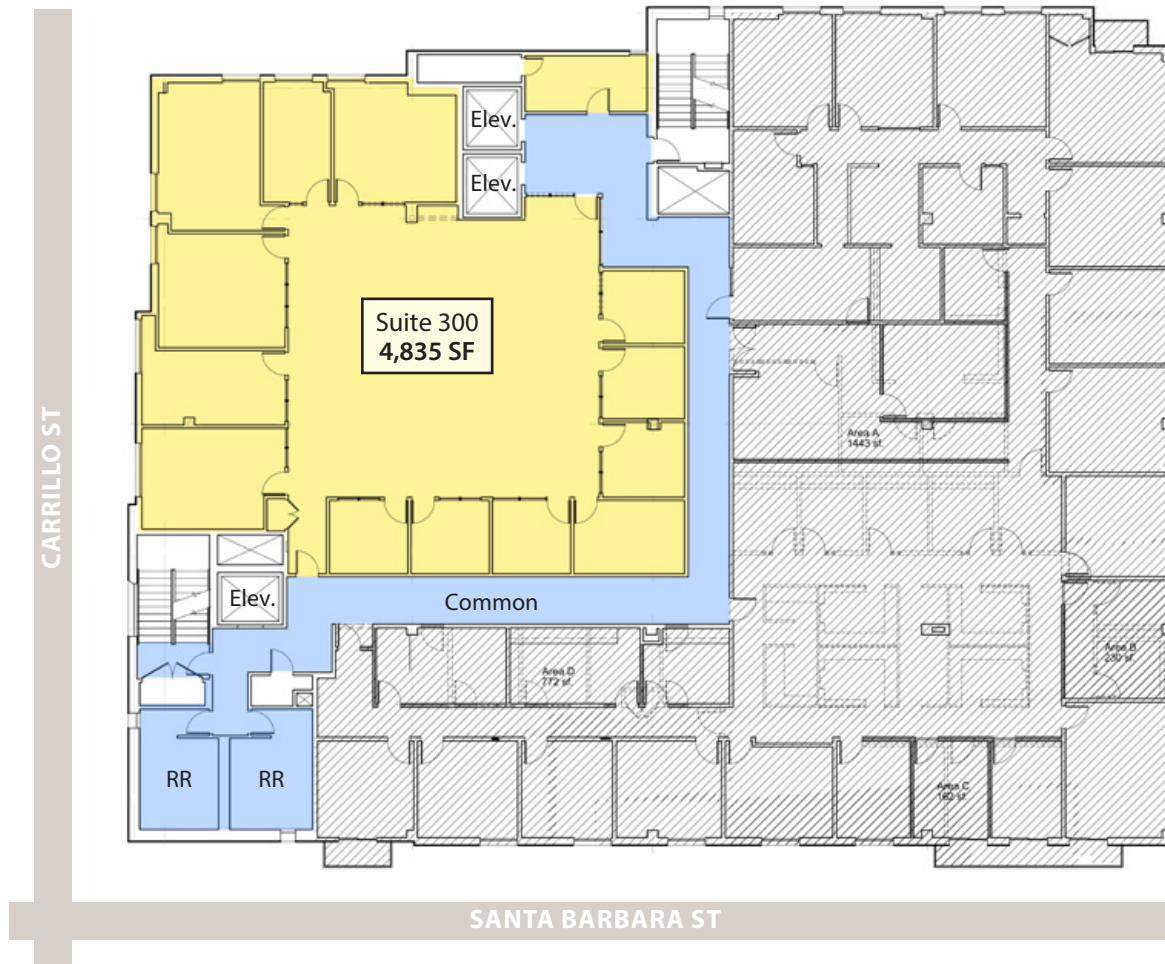 Elev.
Elev.
Suite 300
4,835 SF
CARRILLO ST
Area A
1443 sf.
Elev.
Common
Area D
772 sf.
Area B
230 sf.
RR
RR
Area C
162 sf.
SANTA BARBARA ST